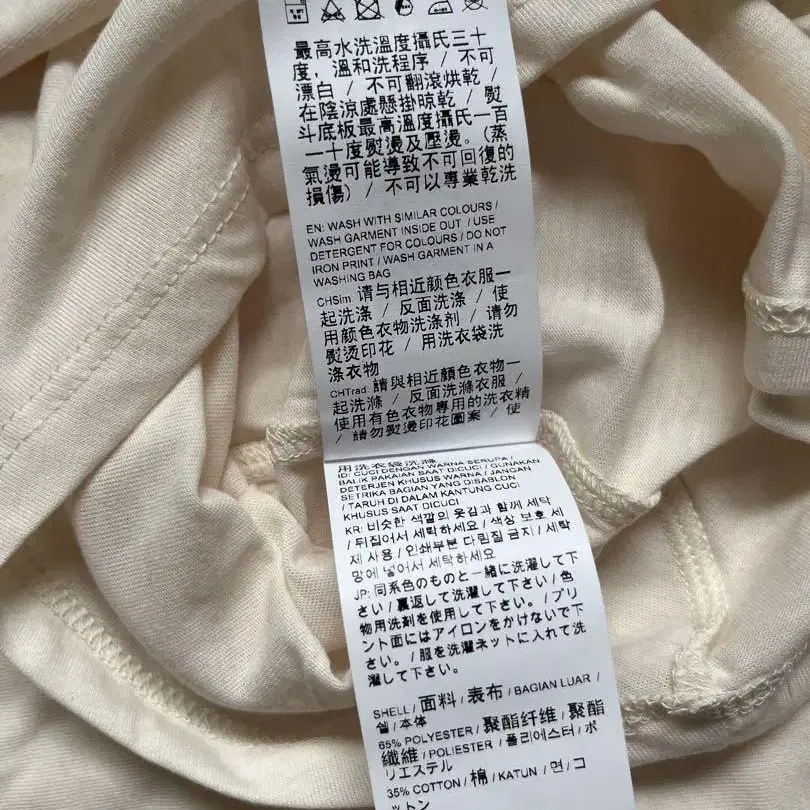 最高水洗溫度攝氏三十
度，溫和洗程序 / 不可
漂白 / 不可翻滾烘乾 /
在陰涼處懸掛晾乾 / 熨
斗底板最高溫度攝氏一百
一十度熨燙及壓燙。(蒸
氣燙可能導致不可回復的
損傷) / 不可以專業乾洗
EN: WASH WITH SIMILAR COLOURS /
WASH GARMENT INSIDE OUT / USE
DETERGENT FOR COLOURS / DO NOT
IRON PRINT / WASH GARMENT IN A
WASHING BAG
CHSim 请与相近颜色衣服一
起洗涤 / 反面洗涤 / 使
用颜色衣物洗涤剂 / 请勿
熨烫印花 / 用洗衣袋洗
涤衣物
CHTrad: 請與相近顏色衣物一
起洗滌 / 反面洗滌衣服 /
使用有色衣物專用的洗衣精
/ 請勿熨燙印花圖案 / 使
用洗衣袋洗滌
ID: CUCI DENGAN WARNA SERUPA /
BALIK PAKAIAN SAAT DICUCI / GUNAKAN
DETERJEN KHUSUS WARNA / JANGAN
SETRIKA BAGIAN YANG DISABLON
/ TARUH DI DALAM KANTUNG CUCI
KHUSUS SAAT DICUCI
KR: 비슷한 색깔의 옷감과 함께 세탁
/ 뒤집어서 세탁하세요 / 색상 보호 세
제 사용 / 인쇄부분 다림질 금지 / 세탁
망에 넣어서 세탁하세요
JP: 同系色のものと一緒に洗濯して下
さい / 裏返して洗濯して下さい / 色
物用洗剤を使用して下さい。/ プリ
ント面にはアイロンをかけないで下
さい。/ 服を洗濯ネットに入れて洗
濯して下さい。
SHELL / 面料 / 表布 / BAGIAN LUAR /
쉘 / 本体
65% POLYESTER / 聚酯纤维 / 聚酯
纖維 / POLIESTER / 폴리에스터 / ポ
リエステル
35% COTTON / 棉 / KATUN / 면 / コ
ットン